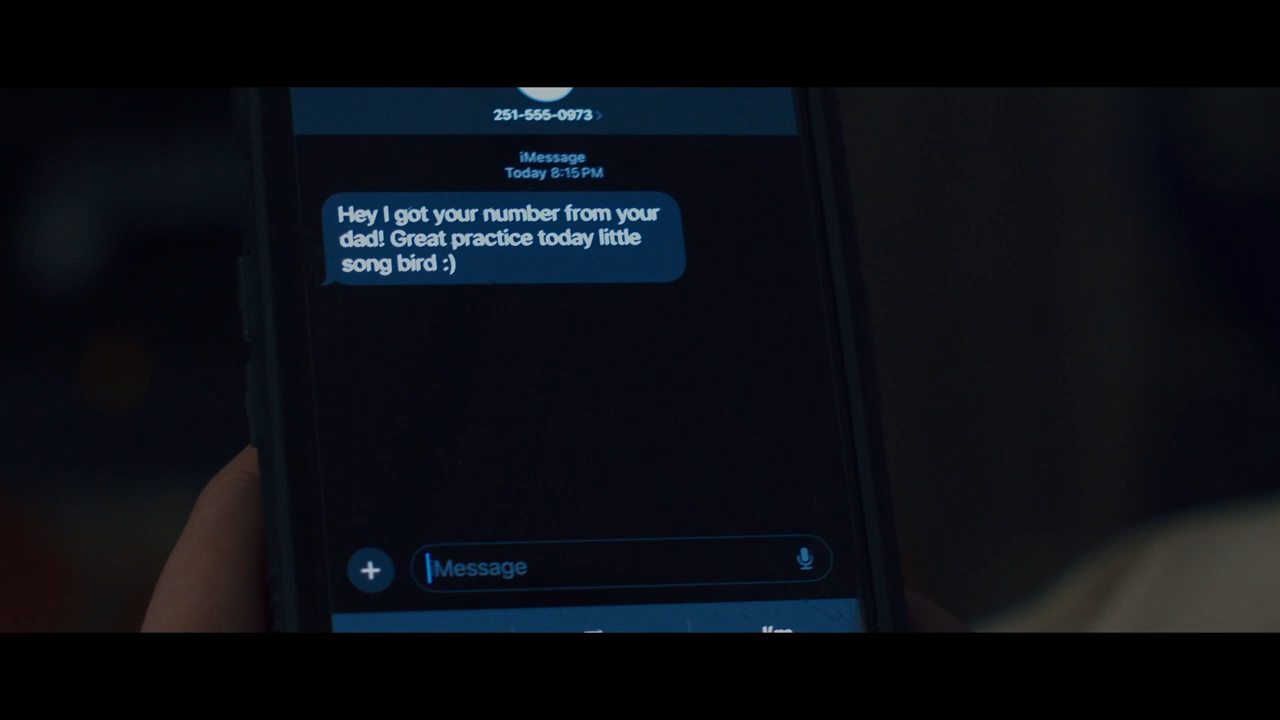 251-555-0973 >
iMessage
Today 8:15 PM
Hey I got your number from your
dad! Great practice today little
song bird :)
iMessage